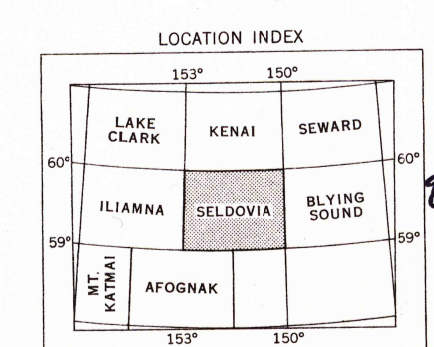 LOCATION INDEX
153° 150°
LAKE
CLARK
KENAI
SEWARD
60° 60°
ILIAMNA
SELDOVIA
BLYING
SOUND
59° 59°
MT.
KATMAI
AFOGNAK
153° 150°